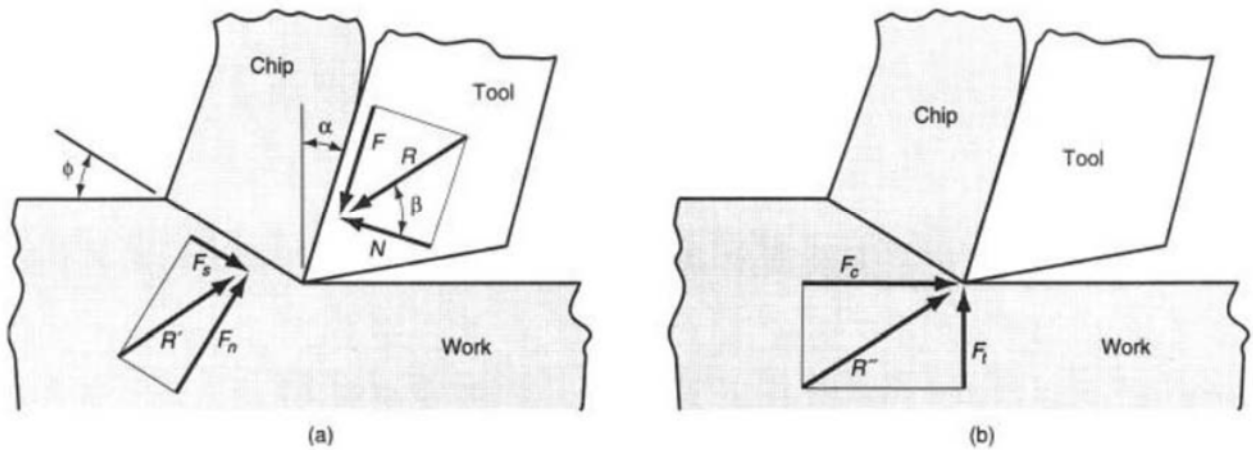 Chip
Tool
α
ϕ
F
R
β
N
Fs
R′
Fn
Work
(a)
Chip
Tool
Fc
R‴
Ft
Work
(b)